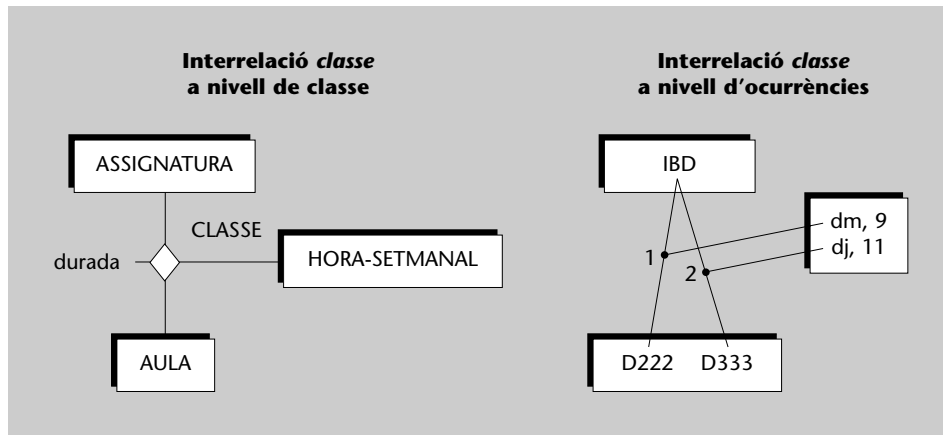 Interrelació classe
a nivell de classe
ASSIGNATURA
CLASSE
durada
HORA-SETMANAL
AULA
Interrelació classe
a nivell d’ocurrències
IBD
dm, 9
dj, 11
1
2
D222 D333